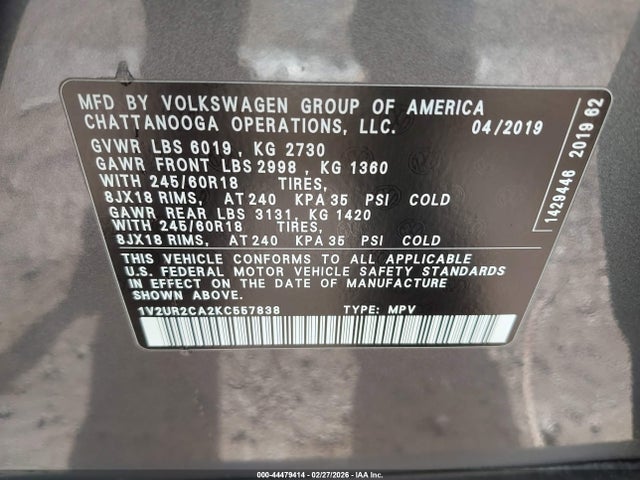 MFD BY VOLKSWAGEN GROUP OF AMERICA
CHATTANOOGA OPERATIONS, LLC. 04/2019
GVWR LBS 6019 , KG 2730
GAWR FRONT LBS 2998 , KG 1360
WITH 245/60R18 TIRES,
8JX18 RIMS, AT 240 KPA 35 PSI COLD
GAWR REAR LBS 3131, KG 1420
WITH 245/60R18 TIRES,
8JX18 RIMS, AT 240 KPA 35 PSI COLD
THIS VEHICLE CONFORMS TO ALL APPLICABLE
U.S. FEDERAL MOTOR VEHICLE SAFETY STANDARDS
IN EFFECT ON THE DATE OF MANUFACTURE
SHOWN ABOVE.
1V2UR2CA2KC557838 TYPE: MPV
1429446 2019 62
000-44479414 - 02/27/2026 - IAA Inc.